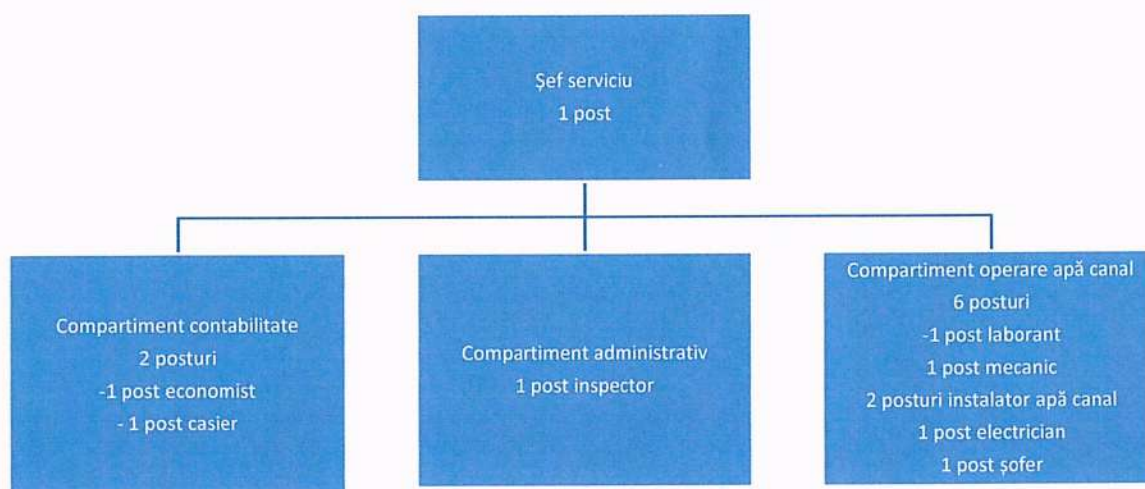 Șef serviciu
1 post
Compartiment contabilitate
2 posturi
-1 post economist
- 1 post casier
Compartiment administrativ
1 post inspector
Compartiment operare apă canal
6 posturi
-1 post laborant
1 post mecanic
2 posturi instalator apă canal
1 post electrician
1 post șofer